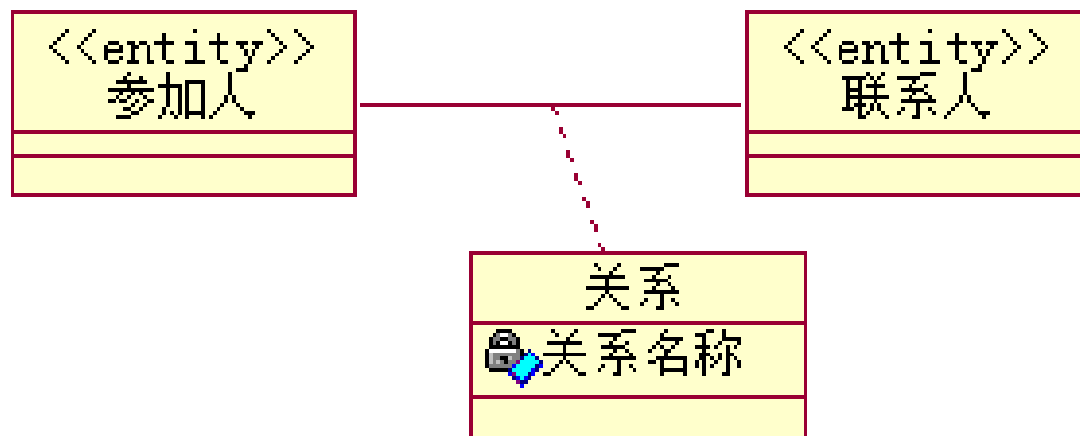 <<entity>>
参加人
<<entity>>
联系人
关系
关系名称